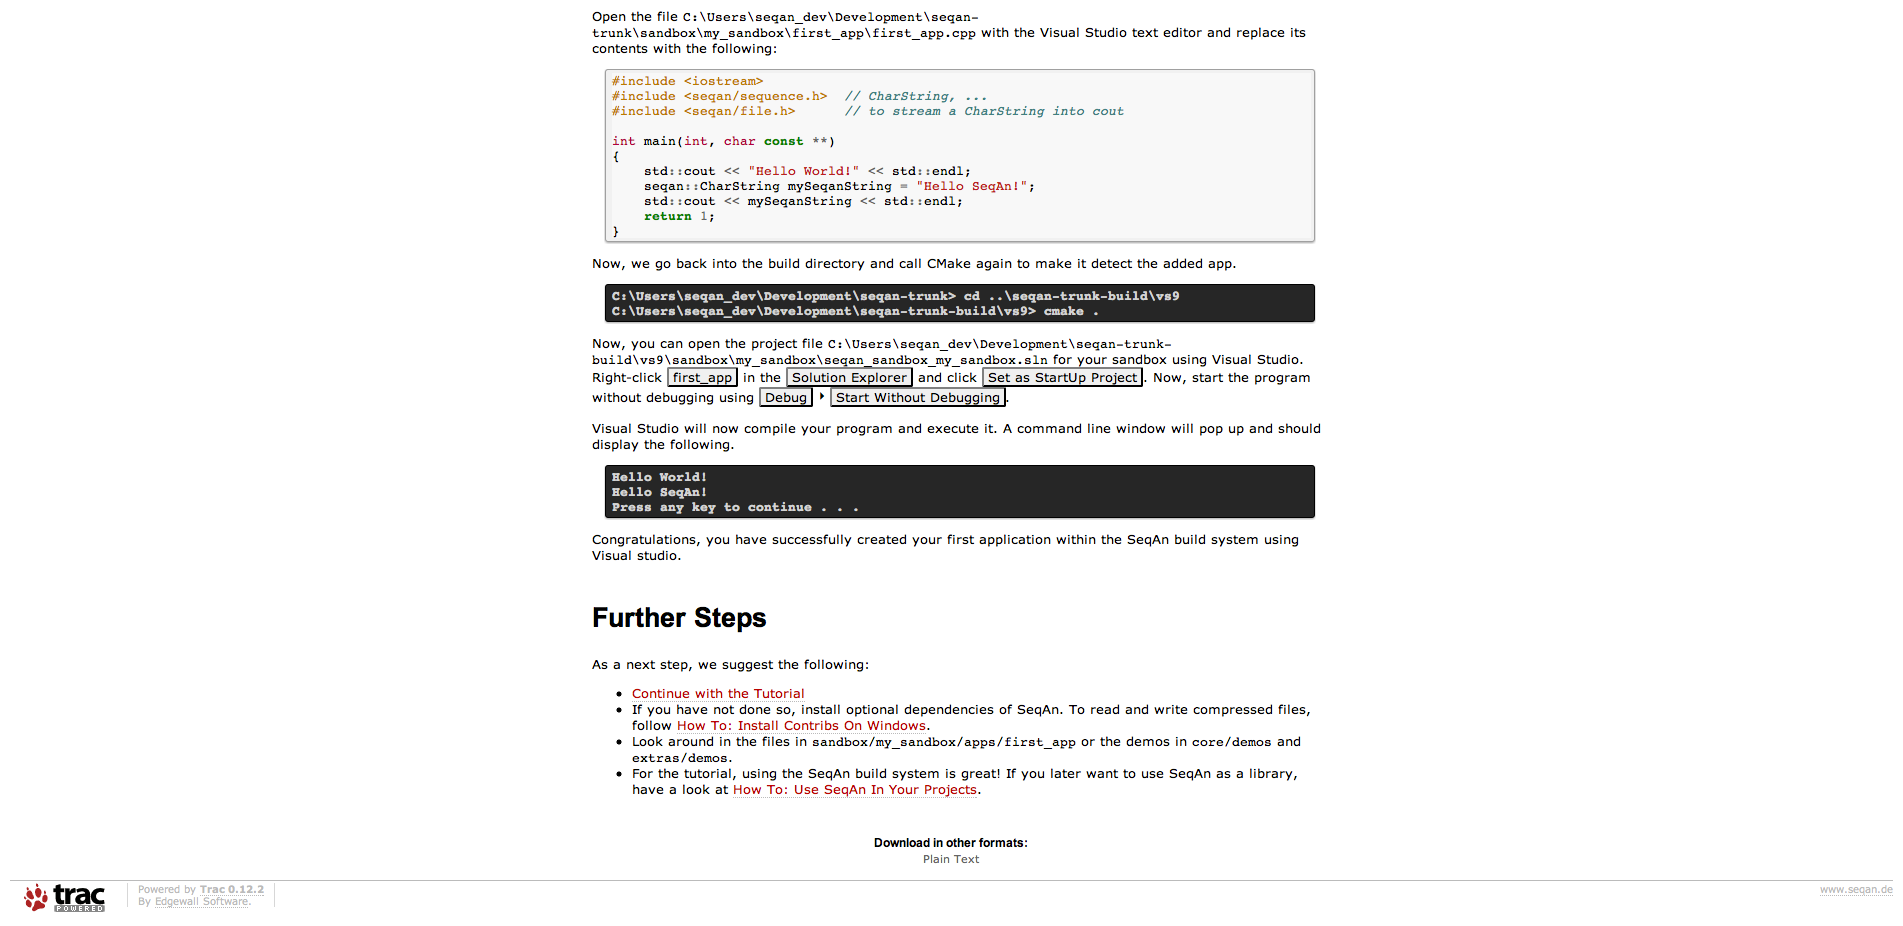 Open the file C:\Users\seqan_dev\Development\seqan-
trunk\sandbox\my_sandbox\first_app\first_app.cpp with the Visual Studio text editor and replace its
contents with the following:
#include <iostream>
#include <seqan/sequence.h>  // CharString, ...
#include <seqan/file.h>      // to stream a CharString into cout
int main(int, char const **)
{
    std::cout << "Hello World!" << std::endl;
    seqan::CharString mySeqanString = "Hello SeqAn!";
    std::cout << mySeqanString << std::endl;
    return 1;
}
Now, we go back into the build directory and call CMake again to make it detect the added app.
C:\Users\seqan_dev\Development\seqan-trunk> cd ..\seqan-trunk-build\vs9
C:\Users\seqan_dev\Development\seqan-trunk-build\vs9> cmake .
Now, you can open the project file C:\Users\seqan_dev\Development\seqan-trunk-
build\vs9\sandbox\my_sandbox\seqan_sandbox_my_sandbox.sln for your sandbox using Visual Studio.
Right-click first_app in the Solution Explorer and click Set as StartUp Project. Now, start the program
without debugging using Debug ‣ Start Without Debugging.
Visual Studio will now compile your program and execute it. A command line window will pop up and should
display the following.
Hello World!
Hello SeqAn!
Press any key to continue . . .
Congratulations, you have successfully created your first application within the SeqAn build system using
Visual studio.
Further Steps
As a next step, we suggest the following:
• Continue with the Tutorial
• If you have not done so, install optional dependencies of SeqAn. To read and write compressed files,
follow How To: Install Contribs On Windows.
• Look around in the files in sandbox/my_sandbox/apps/first_app or the demos in core/demos and
extras/demos.
• For the tutorial, using the SeqAn build system is great! If you later want to use SeqAn as a library,
have a look at How To: Use SeqAn In Your Projects.
Download in other formats:
Plain Text
trac
POWERED
Powered by Trac 0.12.2
By Edgewall Software.
www.seqan.de